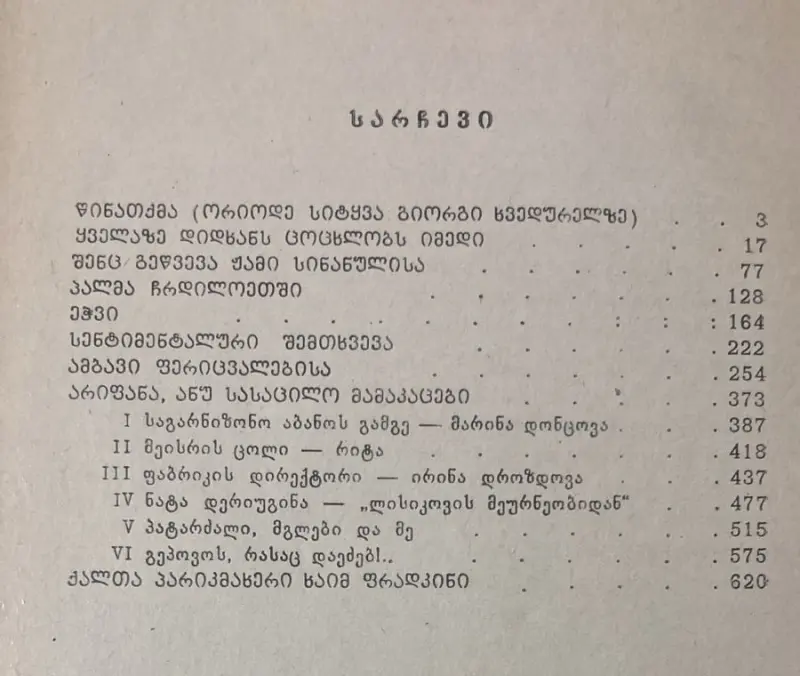 სარჩევი
წინათქმა (ორიოდე სიტყვა გიორგი ხვედურელზე) . . 3
ყველაზე დიდხანს ცოცხლობს იმედი . . . . . 17
შენც გეწვევა ჟამი სინანულისა . . . . . . 77
პალმა ჩრდილოეთში . . . . . . . 128
ეჭვი . . . . . . . : : : 164
სენტიმენტალური შემთხვევა . . . . . 222
ამბავი ფერიცვალებისა . . . . . . 254
არიფანა, ანუ სასაცილო მამაკაცები . . . . . 373
I საგარნიზონო აბანოს გამგე — მარინა დონცოვა . . . 387
II მეისრის ცოლი — რიტა . . . . . . . 418
III ფაბრიკის დირექტორი — ირინა დროზდოვა . . . 437
IV ნატა დერიუგინა — „ლისიკოვის მეურნეობიდან“ . . . 477
V პატარძალი, მგლები და მე . . . . . . 515
VI გეპოვოს, რასაც დაეძებ!.. . . . . . . 575
ქალთა პარიკმახერი ხაიმ ფრადკინი . . . . . 620